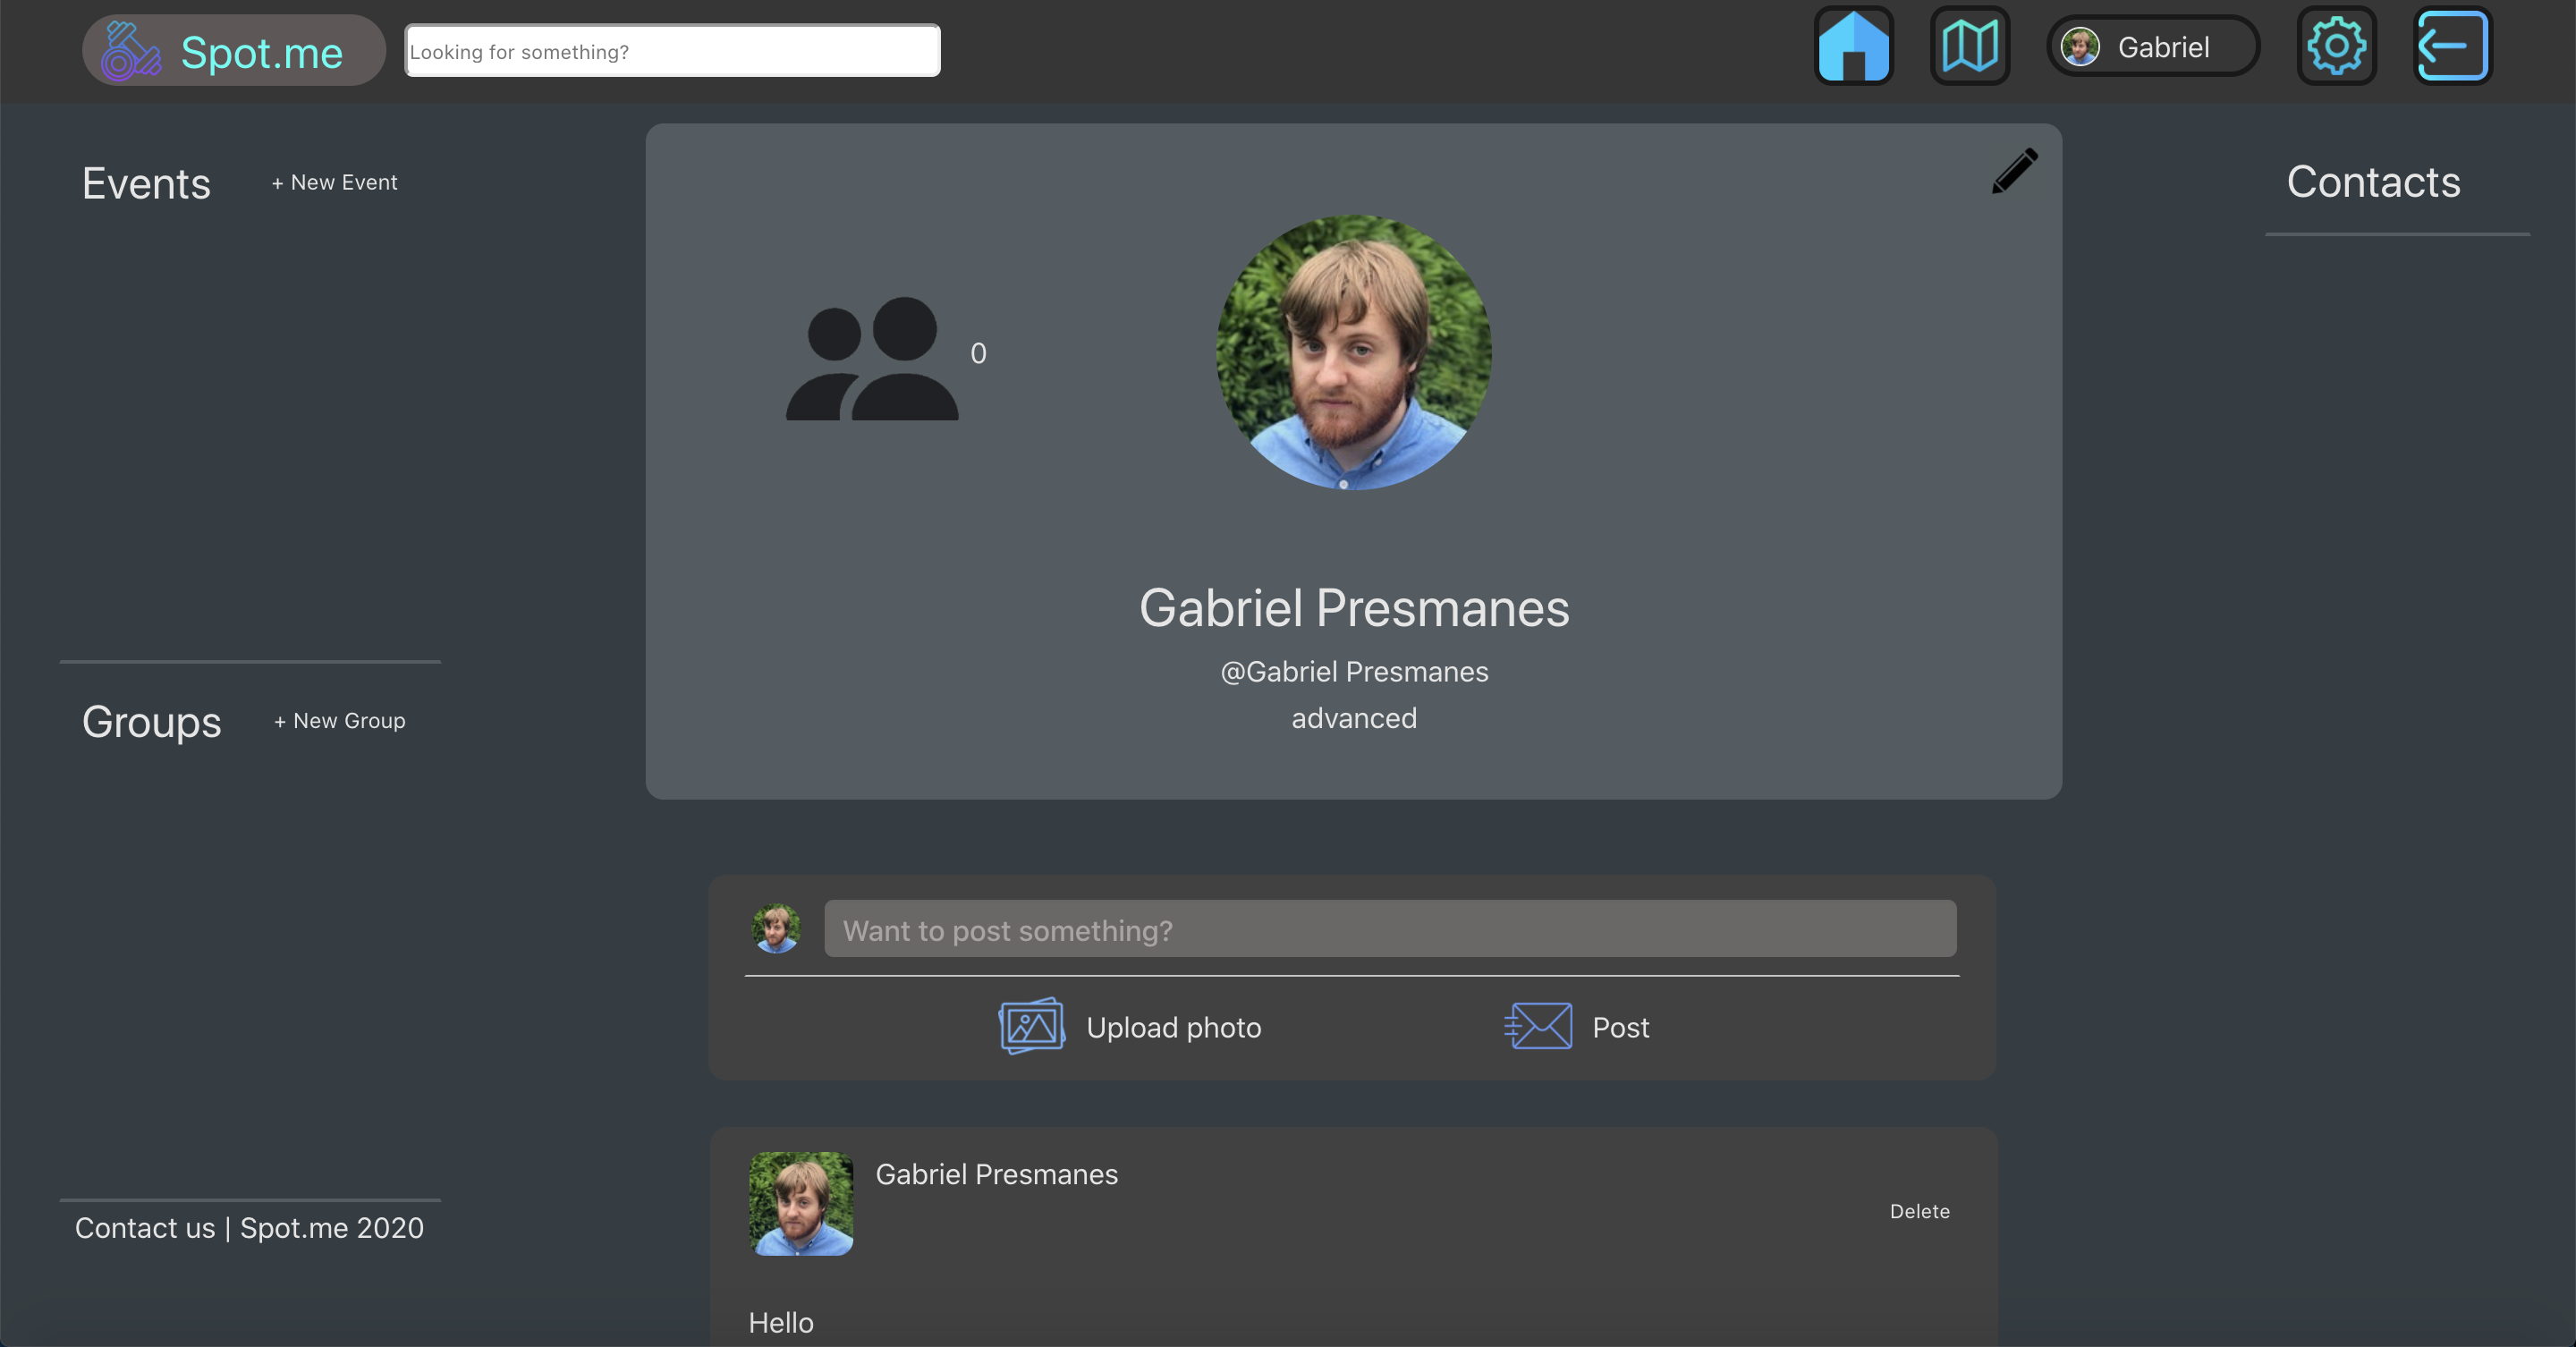 Spot.me
Looking for something?
Gabriel
Events
+ New Event
Contacts
0
Gabriel Presmanes
@Gabriel Presmanes
advanced
Groups
+ New Group
Want to post something?
Upload photo
Post
Gabriel Presmanes
Delete
Contact us | Spot.me 2020
Hello